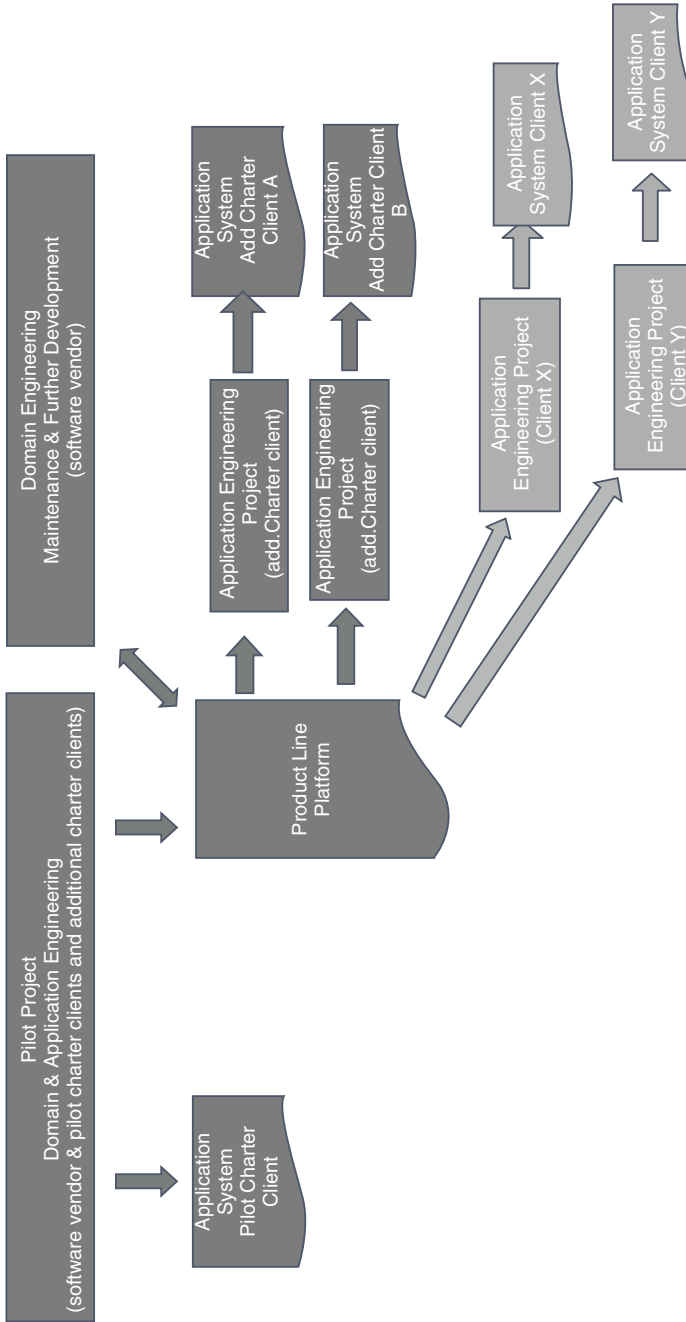 Pilot Project
Domain & Application Engineering
(software vendor & pilot charter clients and additional charter clients)
Domain Engineering
Maintenance & Further Development
(software vendor)
Application
System
Pilot Charter
Client
Product Line
Platform
Application Engineering
Project
(add.Charter client)
Application
System
Add Charter
Client A
Application Engineering
Project
(add.Charter client)
Application
System
Add Charter Client
B
Application
Engineering Project
(Client X)
Application
System Client X
Application
Engineering Project
(Client Y)
Application
System Client Y